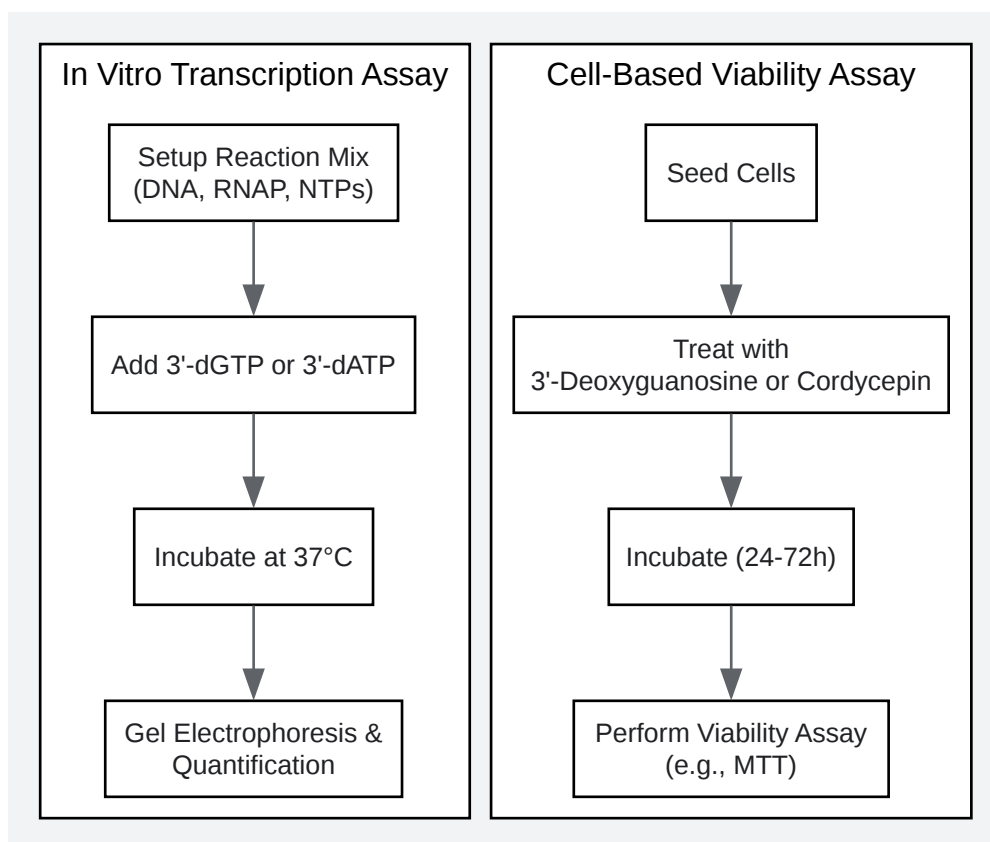 In Vitro Transcription Assay
Setup Reaction Mix
(DNA, RNAP, NTPs)
Add 3'-dGTP or 3'-dATP
Incubate at 37°C
Gel Electrophoresis &
Quantification
Cell-Based Viability Assay
Seed Cells
Treat with
3'-Deoxyguanosine or Cordycepin
Incubate (24-72h)
Perform Viability Assay
(e.g., MTT)